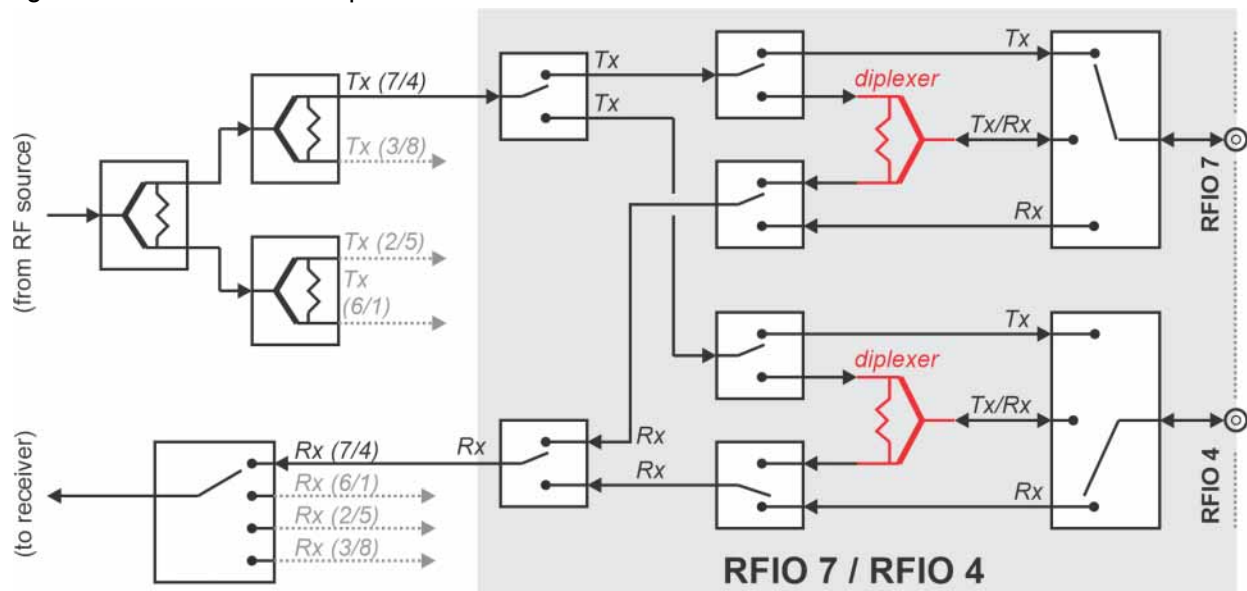 Tx (7/4)
Tx (3/8)
Tx (2/5)
Tx
(6/1)
(from RF source)
Tx
Tx
diplexer
Tx
Tx/Rx
Rx
RFIO 7
diplexer
Tx
Tx/Rx
Rx
RFIO 4
Rx
Rx
Rx
Rx (7/4)
Rx (6/1)
Rx (2/5)
Rx (3/8)
(to receiver)
RFIO 7 / RFIO 4